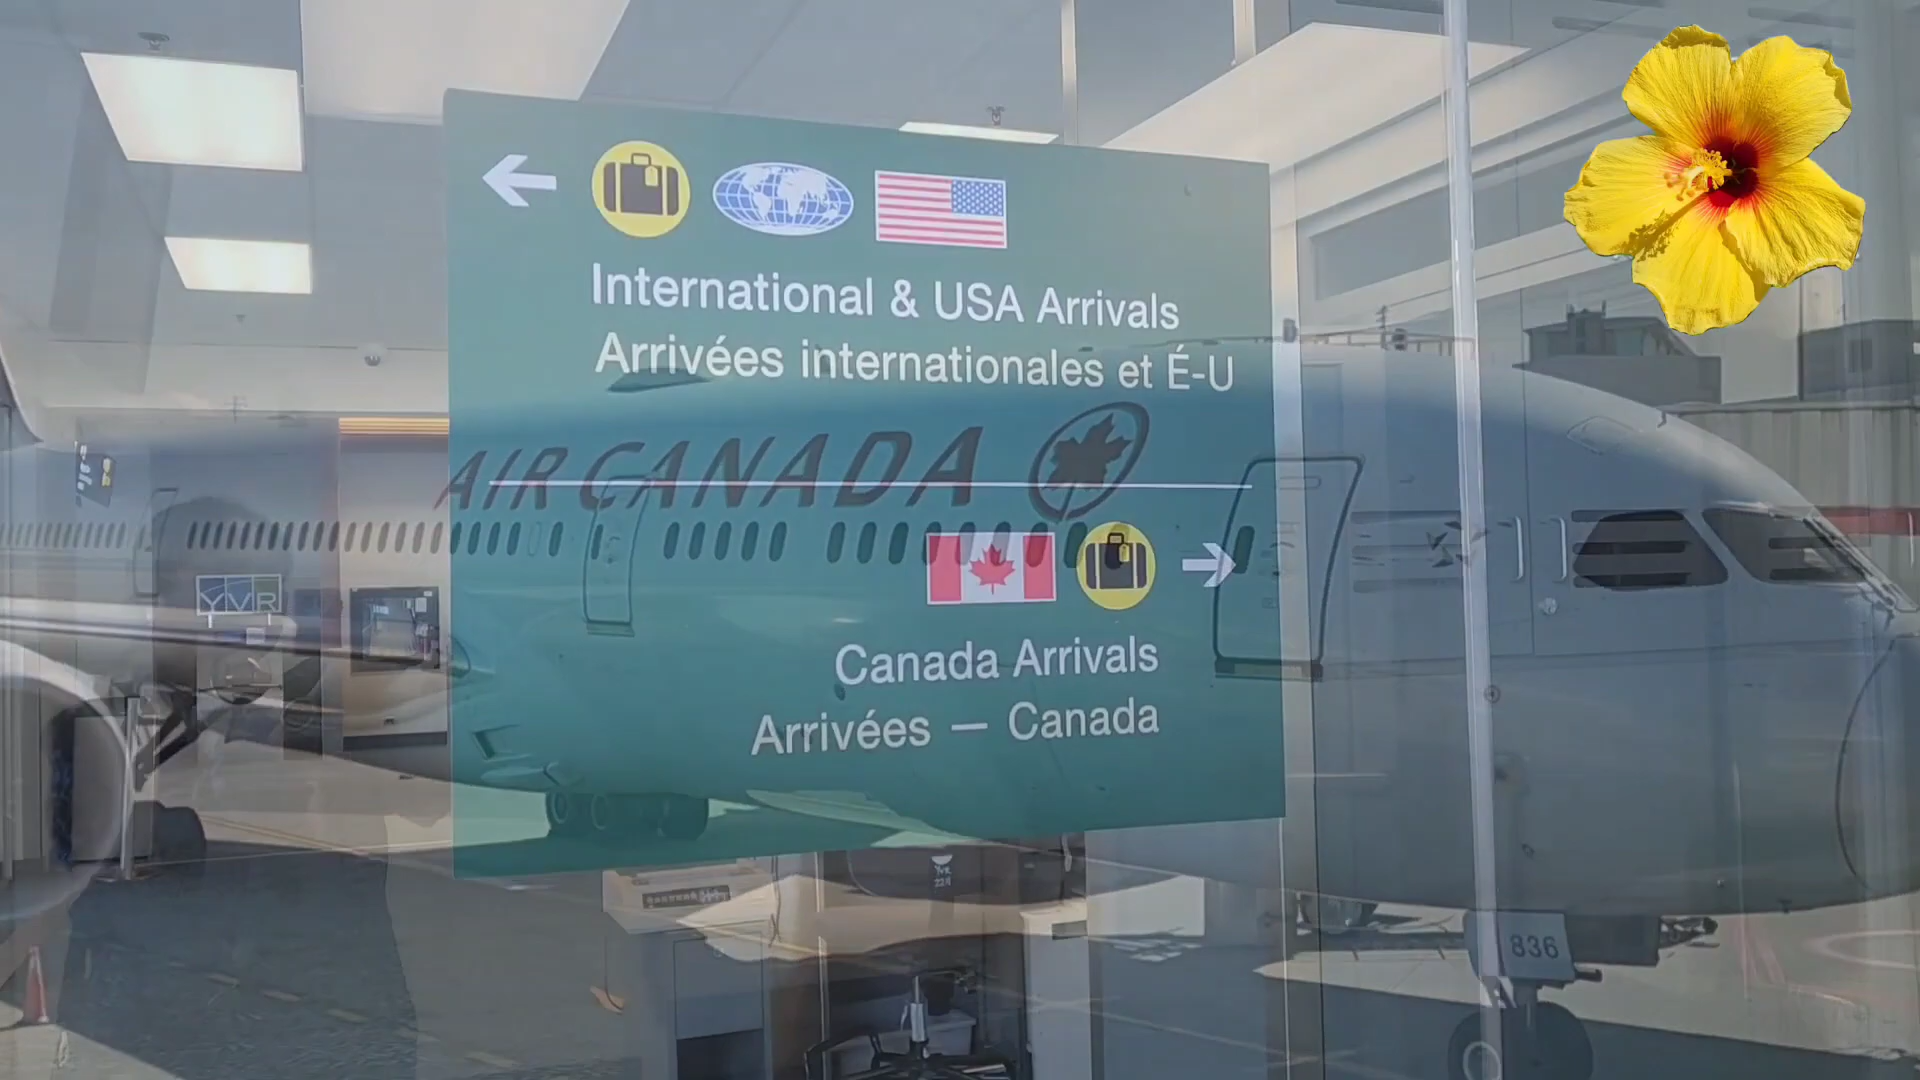 International & USA Arrivals
Arrivées internationales et É-U
AIR CANADA
Canada Arrivals
Arrivées — Canada
YVR
836